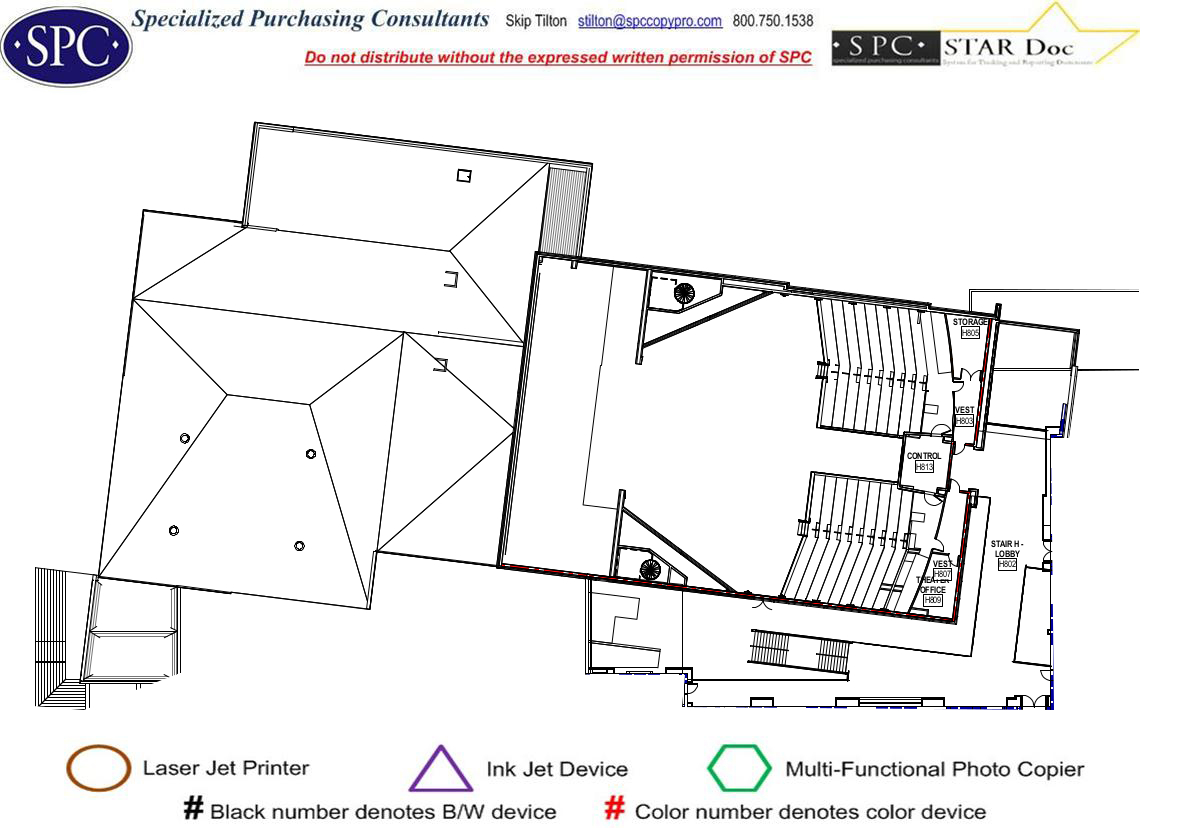 Specialized Purchasing Consultants Skip Tilton stilton@spccopypro.com 800.750.1538
·SPC·
Do not distribute without the expressed written permission of SPC
· S P C · STAR Doc
specialized purchasing consultants System for Tracking and Reporting Documents
STORAGE
H805
VEST
H803
CONTROL
H813
STAIR H -
LOBBY
H802
VEST
H807
THEATER
OFFICE
H809
Laser Jet Printer Ink Jet Device Multi-Functional Photo Copier
# Black number denotes B/W device # Color number denotes color device